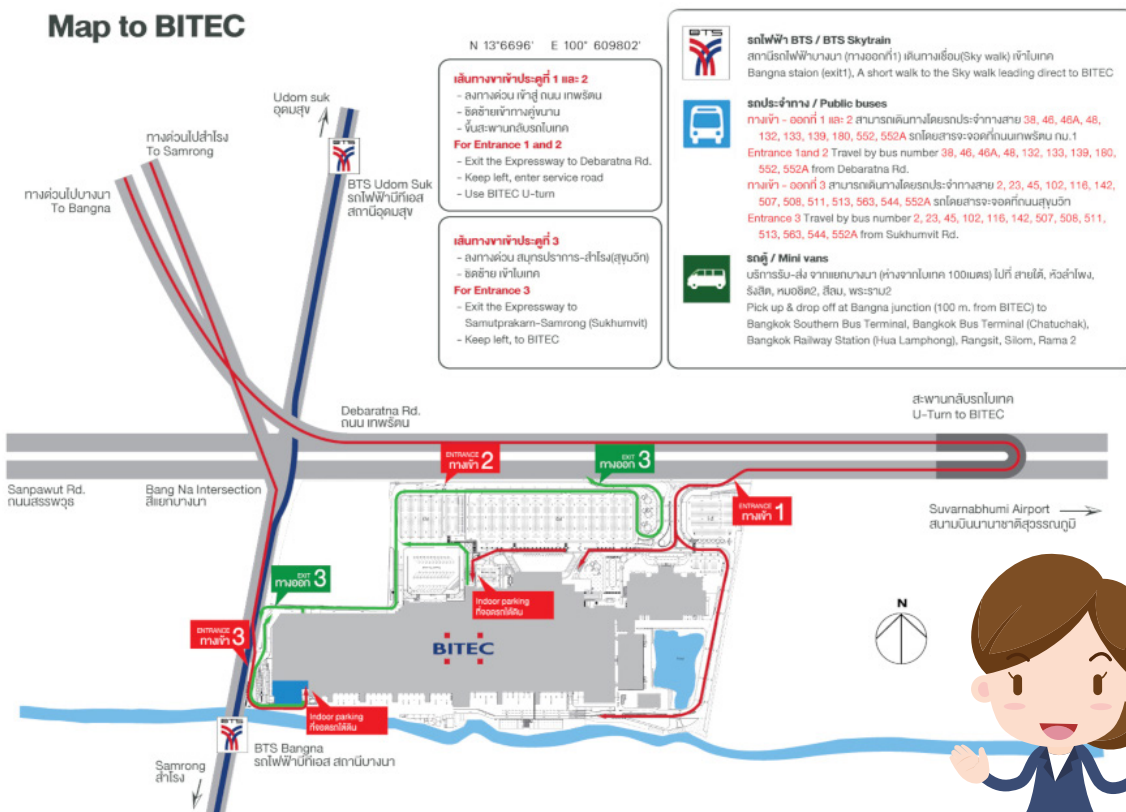 Map to BITEC
N 13°6696' E 100° 609802'
เส้นทางขาเข้าประตูที่ 1 และ 2
- ลงทางด่วน เข้าสู่ ถนน เทพรัตน
- ชิดซ้ายเข้าทางคู่ขนาน
- ขึ้นสะพานกลับรถไบเทค
For Entrance 1 and 2
- Exit the Expressway to Debaratna Rd.
- Keep left, enter service road
- Use BITEC U-turn
เส้นทางขาเข้าประตูที่ 3
- ลงทางด่วน สมุทรปราการ-สำโรง(สุขุมวิท)
- ชิดซ้าย เข้าไบเทค
For Entrance 3
- Exit the Expressway to
Samutprakarn-Samrong (Sukhumvit)
- Keep left, to BITEC
BTS
รถไฟฟ้า BTS / BTS Skytrain
สถานีรถไฟฟ้าบางนา (ทางออกที่1) เดินทางเชื่อม(Sky walk) เข้าไบเทค
Bangna staion (exit1), A short walk to the Sky walk leading direct to BITEC
รถประจำทาง / Public buses
ทางเข้า - ออกที่ 1 และ 2 สามารถเดินทางโดยรถประจำทางสาย 38, 46, 46A, 48,
132, 133, 139, 180, 552, 552A รถโดยสารจะจอดที่ถนนเทพรัตน กม.1
Entrance 1and 2 Travel by bus number 38, 46, 46A, 48, 132, 133, 139, 180,
552, 552A from Debaratna Rd.
ทางเข้า - ออกที่ 3 สามารถเดินทางโดยรถประจำทางสาย 2, 23, 45, 102, 116, 142,
507, 508, 511, 513, 563, 544, 552A รถโดยสารจะจอดที่ถนนสุขุมวิท
Entrance 3 Travel by bus number 2, 23, 45, 102, 116, 142, 507, 508, 511,
513, 563, 544, 552A from Sukhumvit Rd.
รถตู้ / Mini vans
บริการรับ-ส่ง จากแยกบางนา (ห่างจากไบเทค 100เมตร) ไปที่ สายใต้, หัวลำโพง,
รังสิต, หมอชิต2, สีลม, พระราม2
Pick up & drop off at Bangna junction (100 m. from BITEC) to
Bangkok Southern Bus Terminal, Bangkok Bus Terminal (Chatuchak),
Bangkok Railway Station (Hua Lamphong), Rangsit, Silom, Rama 2
Udom suk
อุดมสุข
ทางด่วนไปสำโรง
To Samrong
ทางด่วนไปบางนา
To Bangna
BTS
BTS Udom Suk
รถไฟฟ้าบีทีเอส
สถานีอุดมสุข
Debaratna Rd.
ถนน เทพรัตน
สะพานกลับรถไบเทค
U-Turn to BITEC
Sanpawut Rd.
ถนนสรรพาวุธ
Bang Na Intersection
สี่แยกบางนา
ENTRANCE
ทางเข้า 2
EXIT
ทางออก 3
ENTRANCE
ทางเข้า 1
Suvarnabhumi Airport
สนามบินนานาชาติสุวรรณภูมิ
EXIT
ทางออก 3
Indoor parking
ที่จอดรถใต้ดิน
ENTRANCE
ทางเข้า 3
BITEC
N
Indoor parking
ที่จอดรถใต้ดิน
BTS
BTS Bangna
รถไฟฟ้าบีทีเอส สถานีบางนา
Samrong
สำโรง